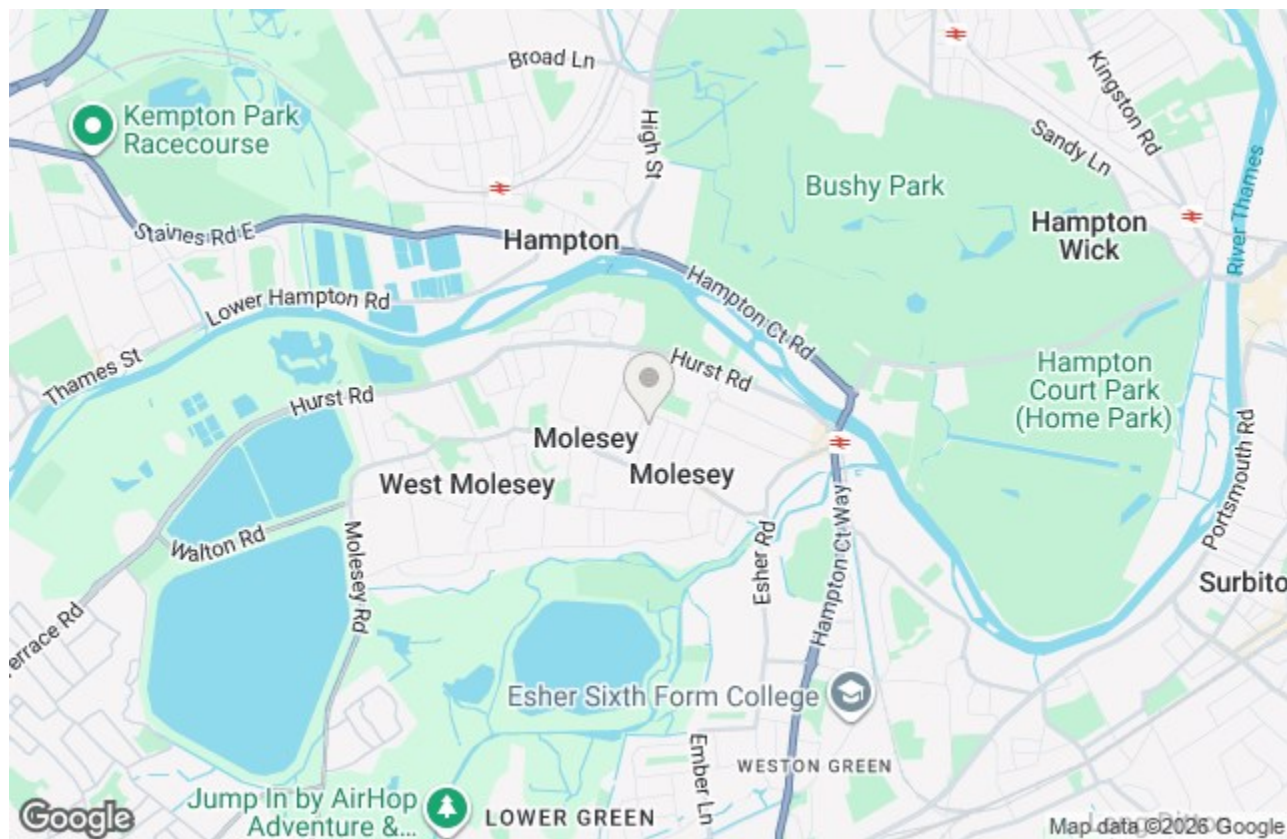 Broad Ln
Kempton Park
Racecourse
High St
Kingston Rd
Sandy Ln
Bushy Park
River Thames
Staines Rd E
Hampton
Hampton
Wick
Lower Hampton Rd
Hampton Ct Rd
Thames St
Hurst Rd
Hurst Rd
Hampton
Court Park
(Home Park)
Molesey
Molesey
West Molesey
Portsmouth Rd
Walton Rd
Molesey Rd
Esher Rd
Hampton Ct Way
Surbito
errace Rd
Esher Sixth Form College
Ember Ln
WESTON GREEN
Jump In by AirHop
Adventure &...
LOWER GREEN
Google
Map data ©2026 Google